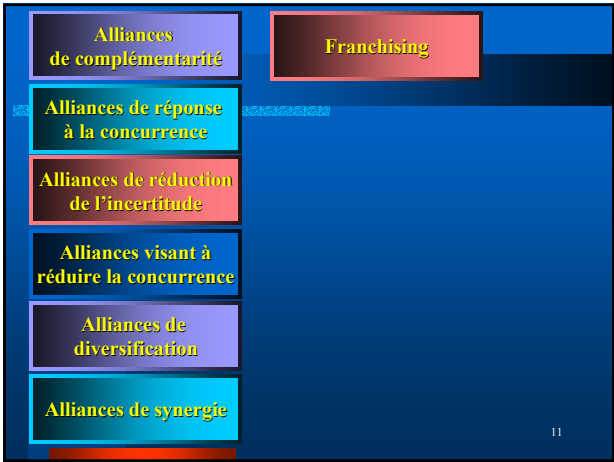 Alliances
de complémentarité
Franchising
Alliances de réponse
à la concurrence
Alliances de réduction
de l'incertitude
Alliances visant à
réduire la concurrence
Alliances de
diversification
Alliances de synergie
11